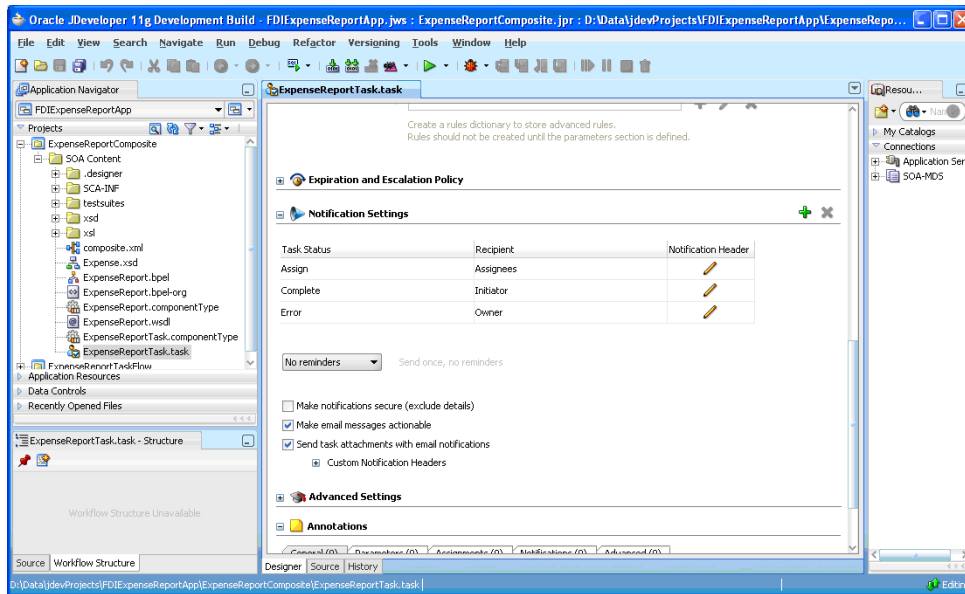 Oracle JDeveloper 11g Development Build - FDIExpenseReportApp.jws : ExpenseReportComposite.jpr : D:\Data\jdevProjects\FDIExpenseReportApp\ExpenseRepo...
File Edit View Search Navigate Run Debug Refactor Versioning Tools Window Help
Application Navigator
FDIExpenseReportApp
Projects
ExpenseReportComposite
SOA Content
.designer
SCA-INF
testsuites
xsd
xsl
composite.xml
Expense.xsd
ExpenseReport.bpel
ExpenseReport.bpel-org
ExpenseReport.componentType
ExpenseReport.wsdl
ExpenseReportTask.componentType
ExpenseReportTask.task
ExpenseReportTaskFlow
Application Resources
Data Controls
Recently Opened Files
ExpenseReportTask.task - Structure
Workflow Structure Unavailable
Source Workflow Structure
ExpenseReportTask.task
Create a rules dictionary to store advanced rules.
Rules should not be created until the parameters section is defined.
Expiration and Escalation Policy
Notification Settings
Task Status Recipient Notification Header
Assign Assignees
Complete Initiator
Error Owner
No reminders Send once, no reminders
Make notifications secure (exclude details)
Make email messages actionable
Send task attachments with email notifications
Custom Notification Headers
Advanced Settings
Annotations
General (0) Parameters (0) Assignments (0) Notifications (0) Advanced (0)
Designer Source History
Resou...
Nam
My Catalogs
Connections
Application Ser
SOA-MDS
D:\Data\jdevProjects\FDIExpenseReportApp\ExpenseReportComposite\ExpenseReportTask.task
Editin